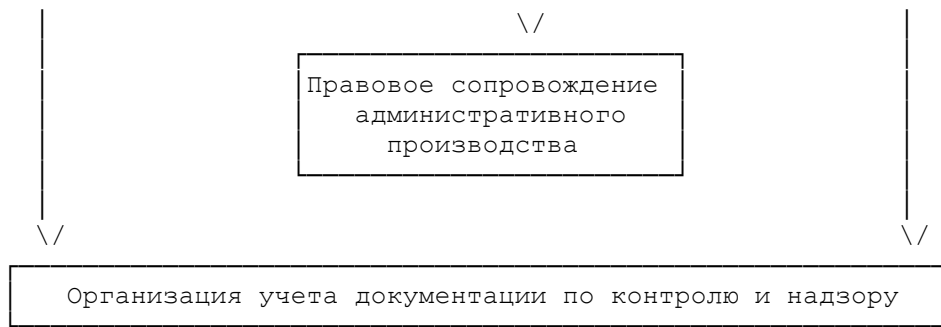 Правовое сопровождение
административного
производства
Организация учета документации по контролю и надзору